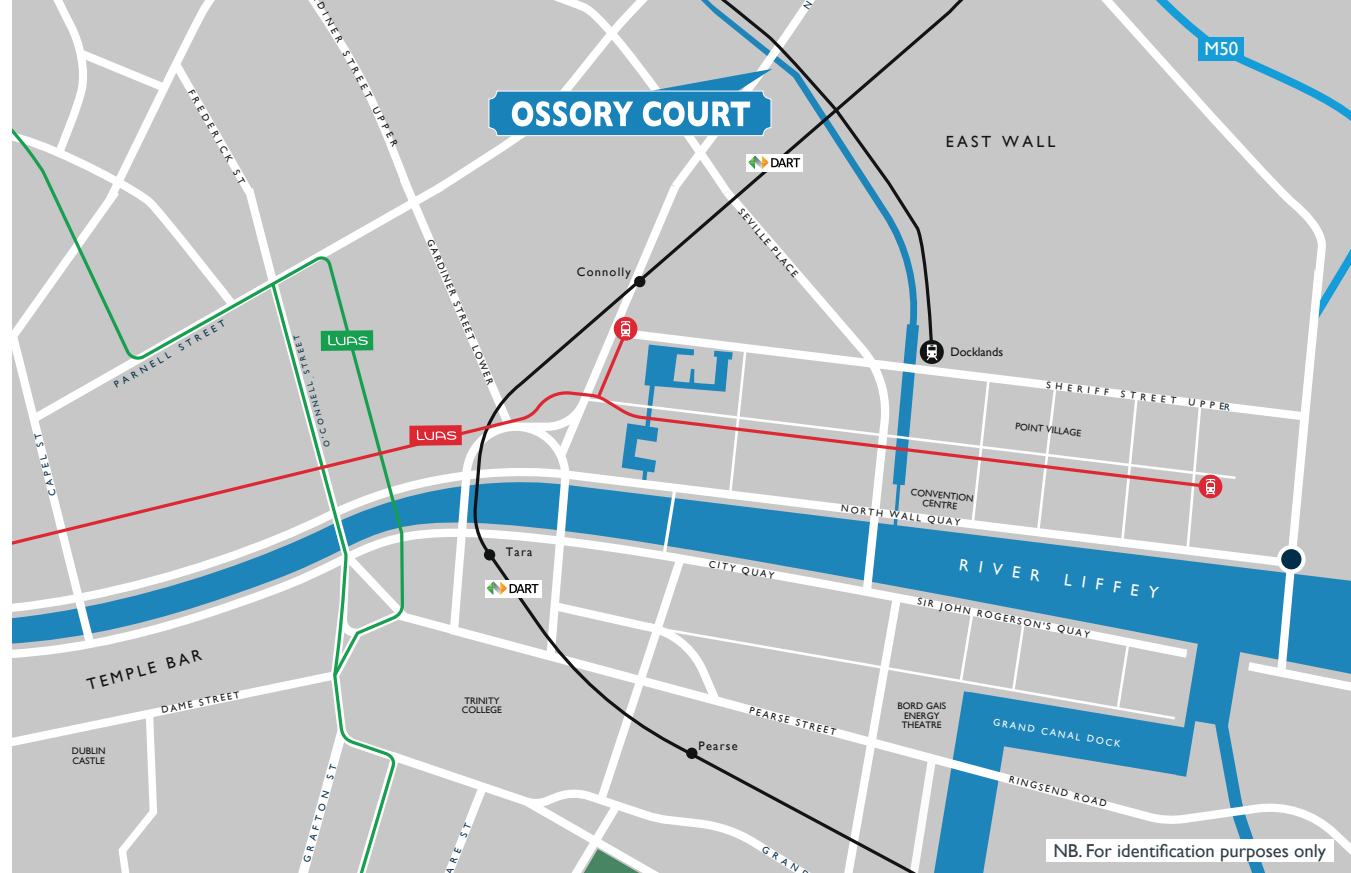 N
M50
GARDINER STREET UPPER
OSSORY COURT
FREDERICK ST
EAST WALL
DART
SEVILLE PLACE
GARDINER STREET LOWER
Connolly
PARNELL STREET
LUAS
O'CONNELL STREET
Docklands
SHERIFF STREET UPPER
POINT VILLAGE
LUAS
CAPEL ST
CONVENTION
CENTRE
NORTH WALL QUAY
Tara
CITY QUAY
RIVER LIFFEY
DART
SIR JOHN ROGERSON'S QUAY
TEMPLE BAR
DAME STREET
TRINITY
COLLEGE
BORD GAIS
ENERGY
THEATRE
PEARSE STREET
GRAND CANAL DOCK
DUBLIN
CASTLE
Pearse
RINGSEND ROAD
GRAFTON ST
ARE ST
GRAND
NB. For identification purposes only